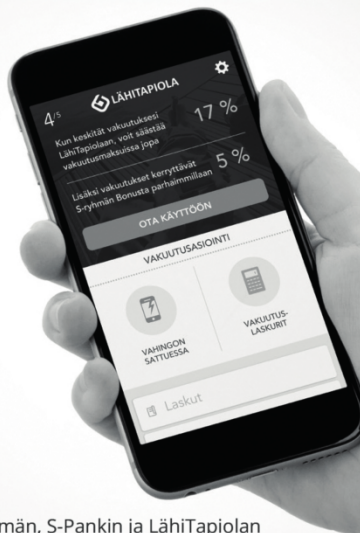 4/5
LÄHITAPIOLA
Kun keskität vakuutuksesi
LähiTapiolaan, voit säästää
vakuutusmaksuissa jopa
17 %
Lisäksi vakuutukset kerryttävät
S-ryhmän Bonusta parhaimmillaan
5 %
OTA KÄYTTÖÖN
VAKUUTUSASIOINTI
VAHINGON
SATTUESSA
VAKUUTUS-
LASKURIT
Laskut
män, S-Pankin ja LähiTapiolan